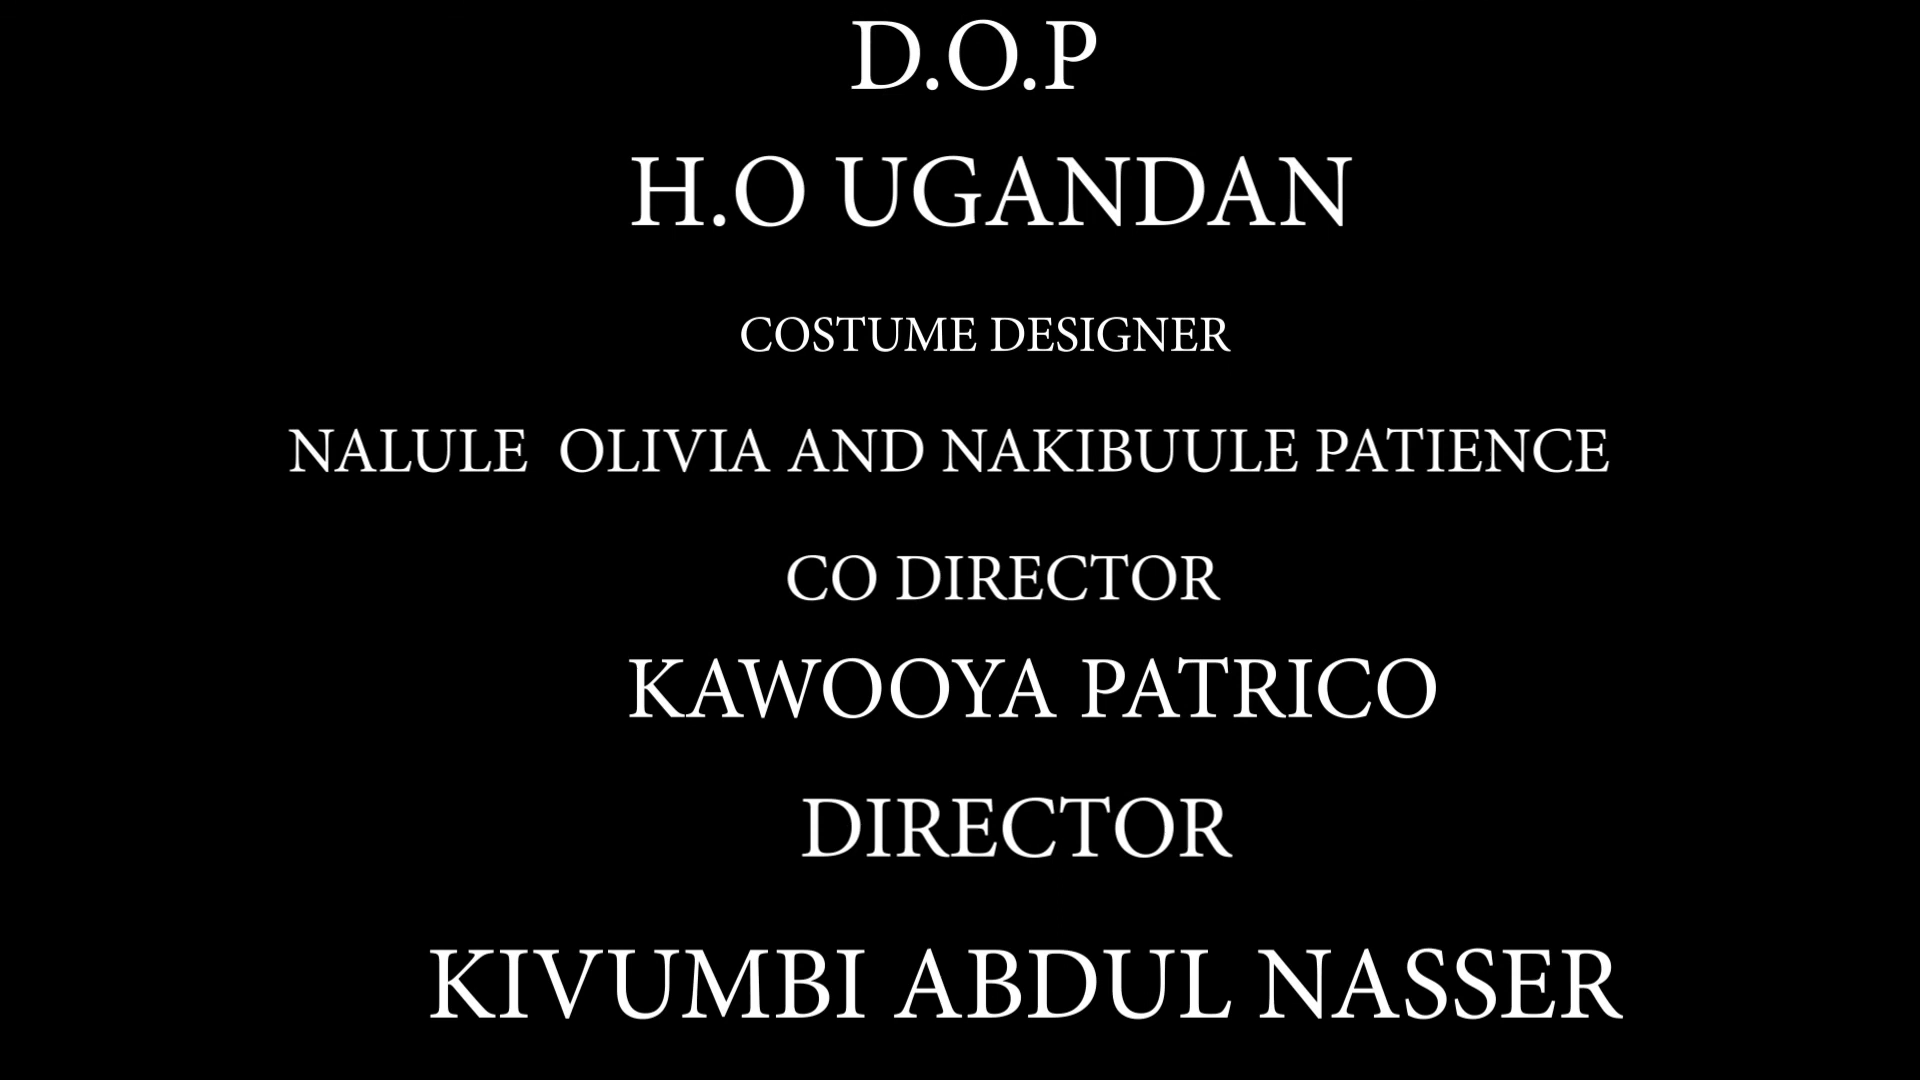 D.O.P
H.O UGANDAN
COSTUME DESIGNER
NALULE  OLIVIA AND NAKIBUULE PATIENCE
CO DIRECTOR
KAWOOYA PATRICO
DIRECTOR
KIVUMBI ABDUL NASSER